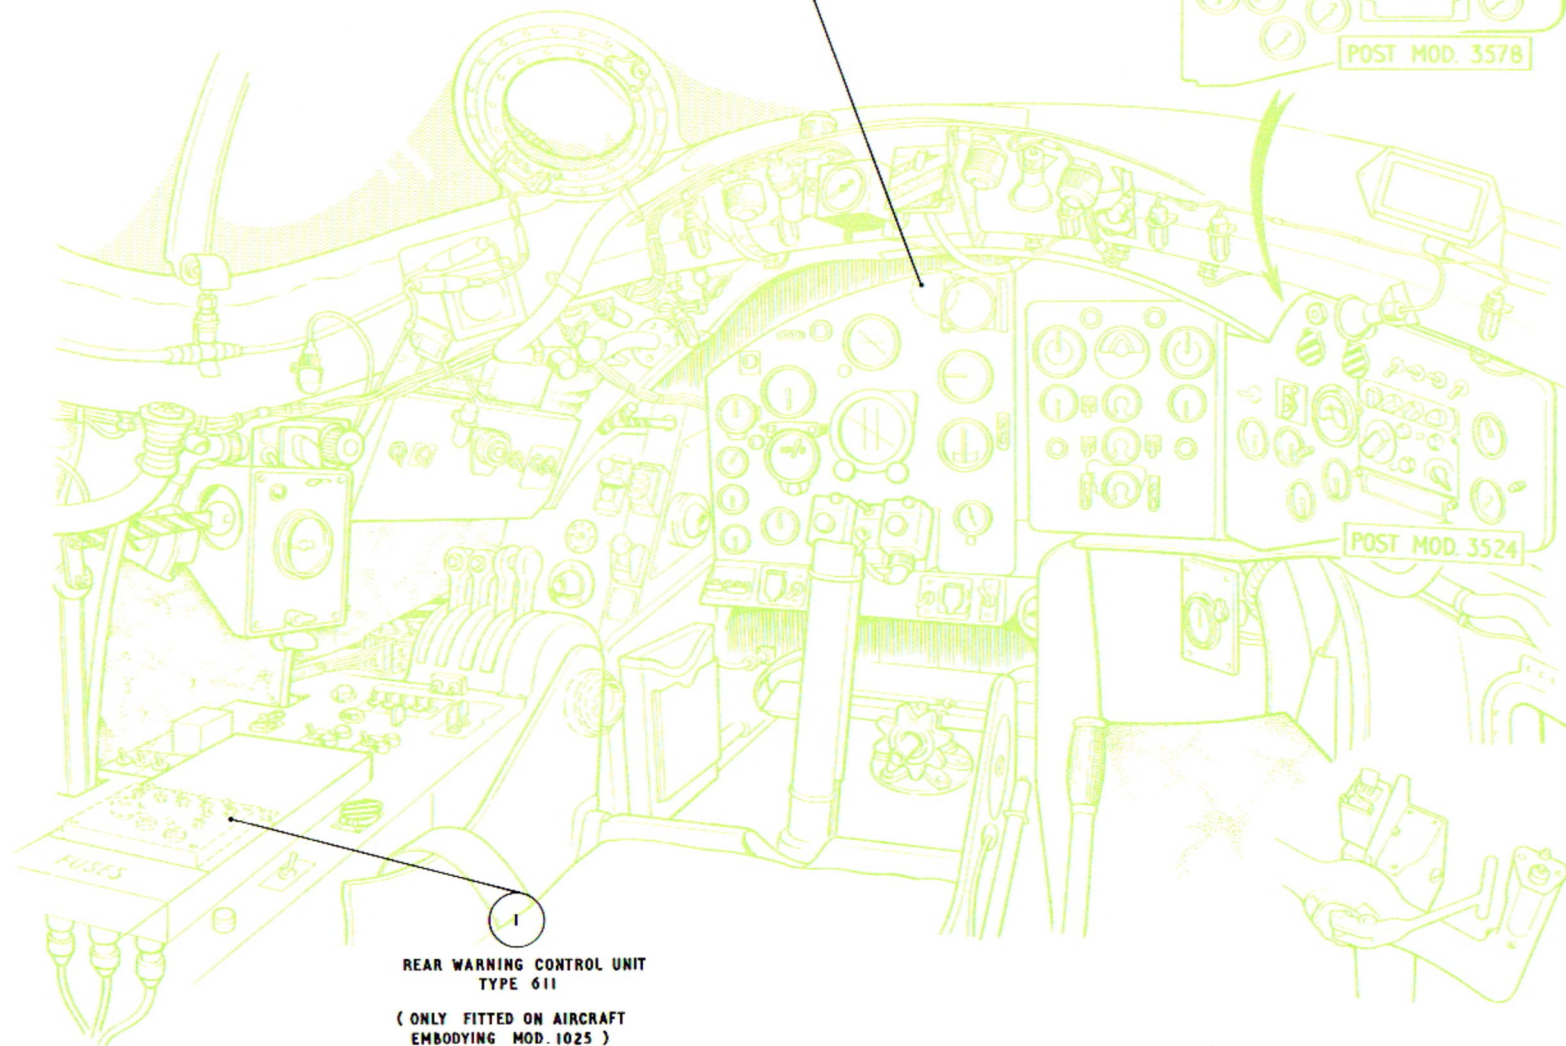 POST MOD. 3578
POST MOD. 3524
FUSES
1
REAR WARNING CONTROL UNIT
TYPE 611
( ONLY FITTED ON AIRCRAFT
EMBODYING MOD. 1025 )